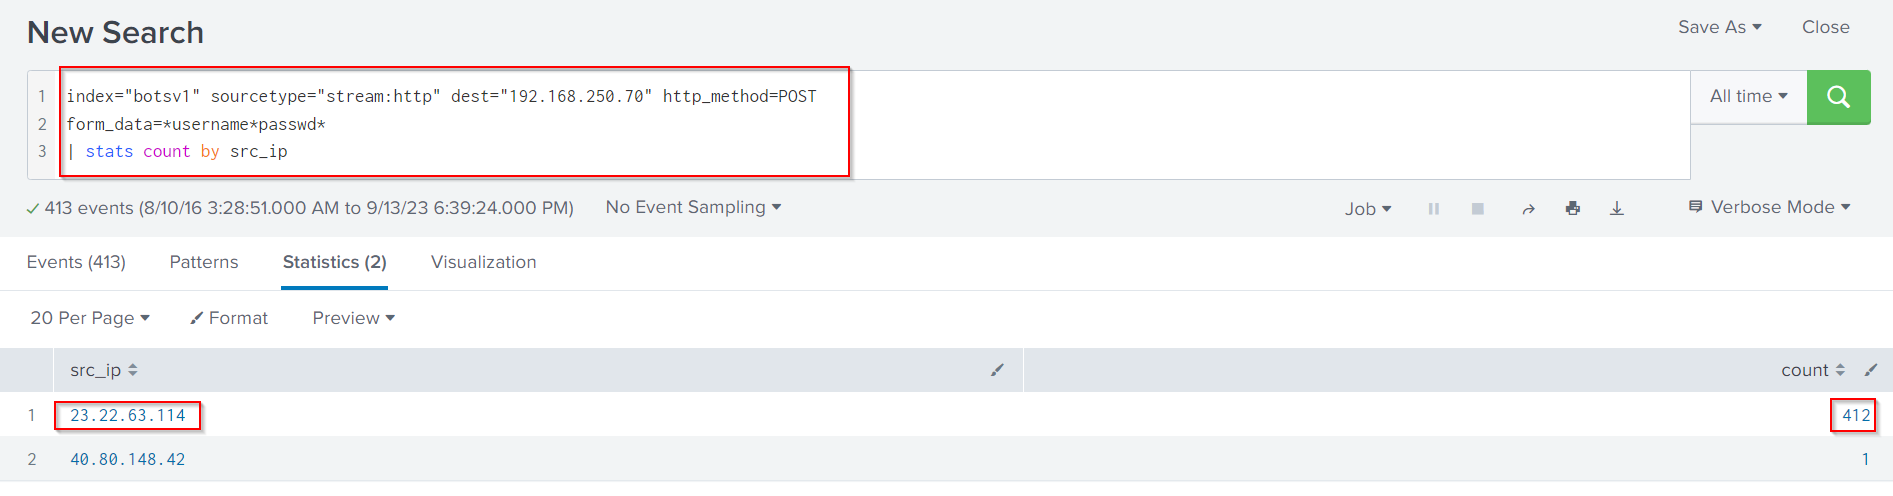 New Search
Save As
Close
1 index="botsv1" sourcetype="stream:http" dest="192.168.250.70" http_method=POST
2 form_data=*username*passwd*
3 | stats count by src_ip
All time
413 events (8/10/16 3:28:51.000 AM to 9/13/23 6:39:24.000 PM)
No Event Sampling
Job
Verbose Mode
Events (413)
Patterns
Statistics (2)
Visualization
20 Per Page
Format
Preview
src_ip
count
1 23.22.63.114 412
2 40.80.148.42 1